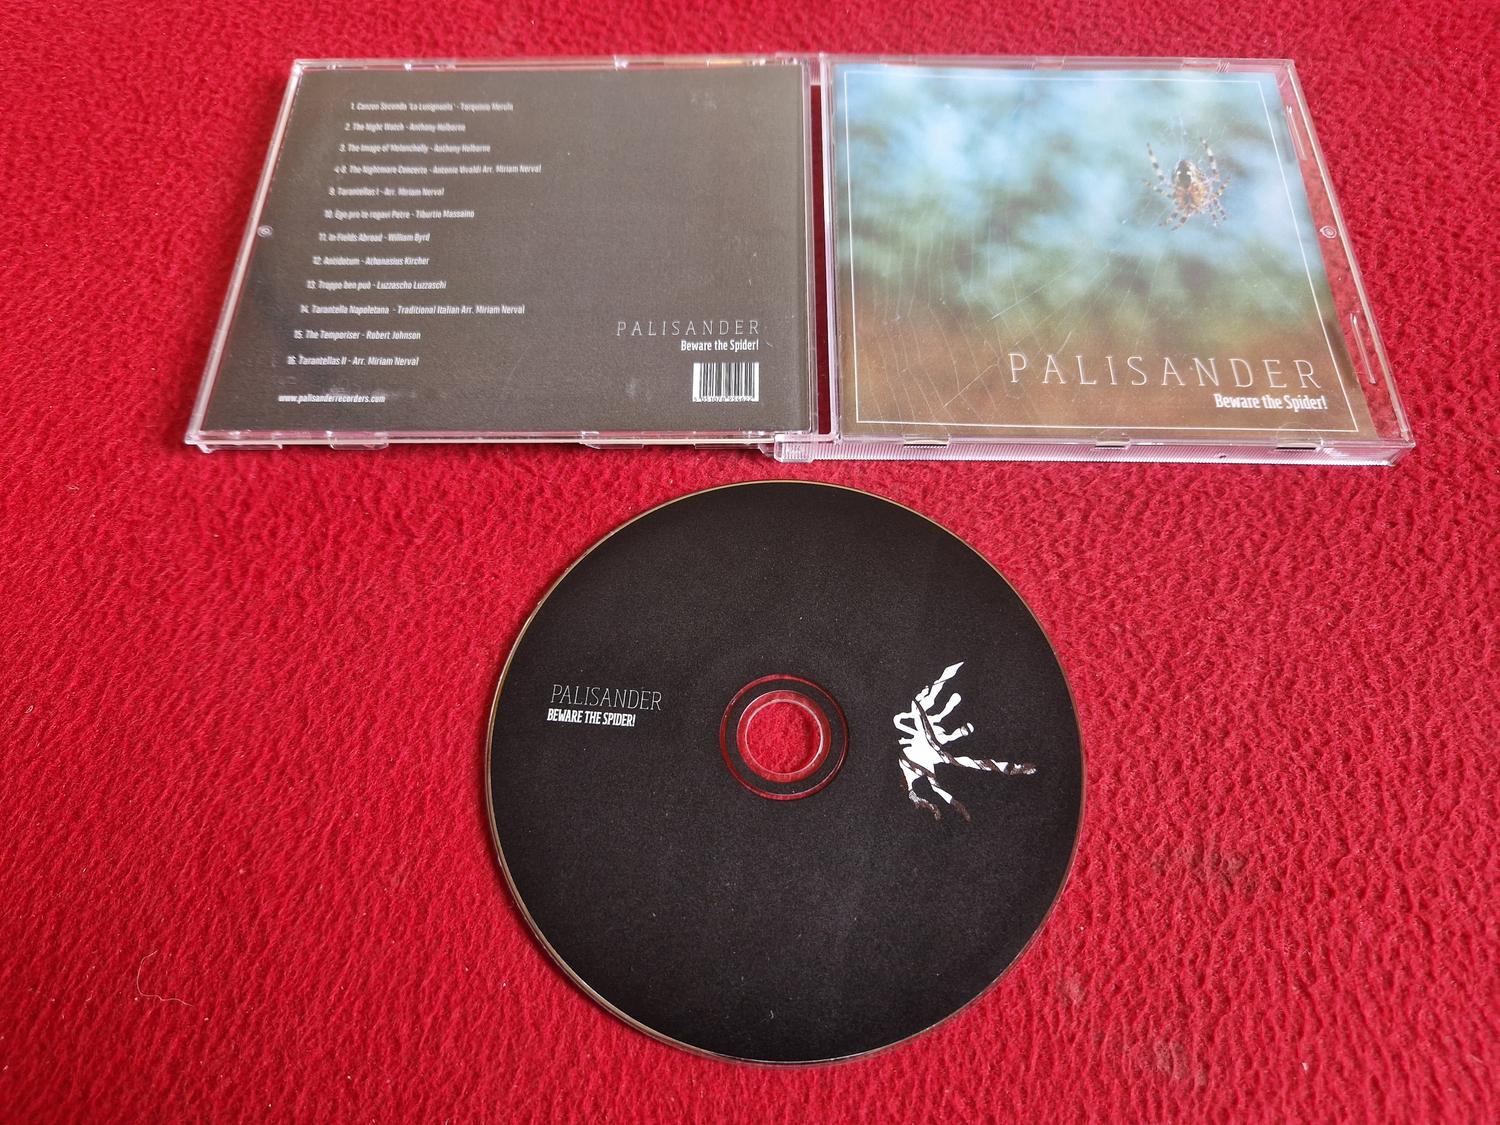 1. Canzon Seconda 'La Lusignuola' - Tarquinio Merula
2. The Night Watch - Anthony Holborne
3. The Image of Melancholly - Anthony Holborne
4-8. The Nightmare Concerto - Antonio Vivaldi Arr. Miriam Nerval
9. Tarantellas I - Arr. Miriam Nerval
10. Ego pro te rogavi Petre - Tiburtio Massaino
11. In Fields Abroad - William Byrd
12. Antidotum - Athanasius Kircher
13. Troppo ben può - Luzzascho Luzzaschi
14. Tarantella Napoletana - Traditional Italian Arr. Miriam Nerval
15. The Temporiser - Robert Johnson
16. Tarantellas II - Arr. Miriam Nerval
www.palisanderrecorders.com
PALISANDER
Beware the Spider!
PALISANDER
Beware the Spider!
PALISANDER
BEWARE THE SPIDER!